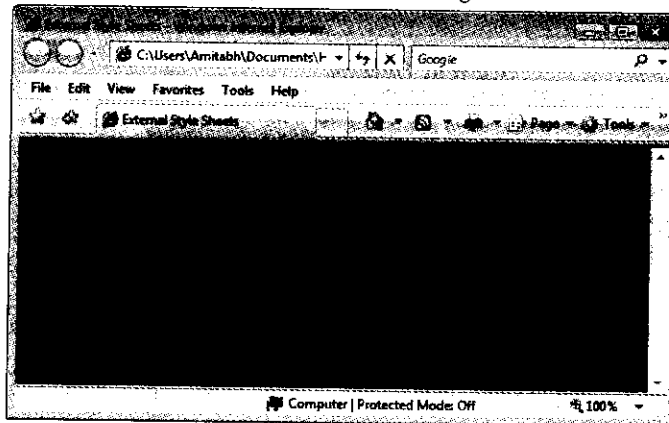 C:\Users\Amitabh\Documents\H
Google
File Edit View Favorites Tools Help
External Style Sheets
Page Tools
Computer | Protected Mode: Off
100%